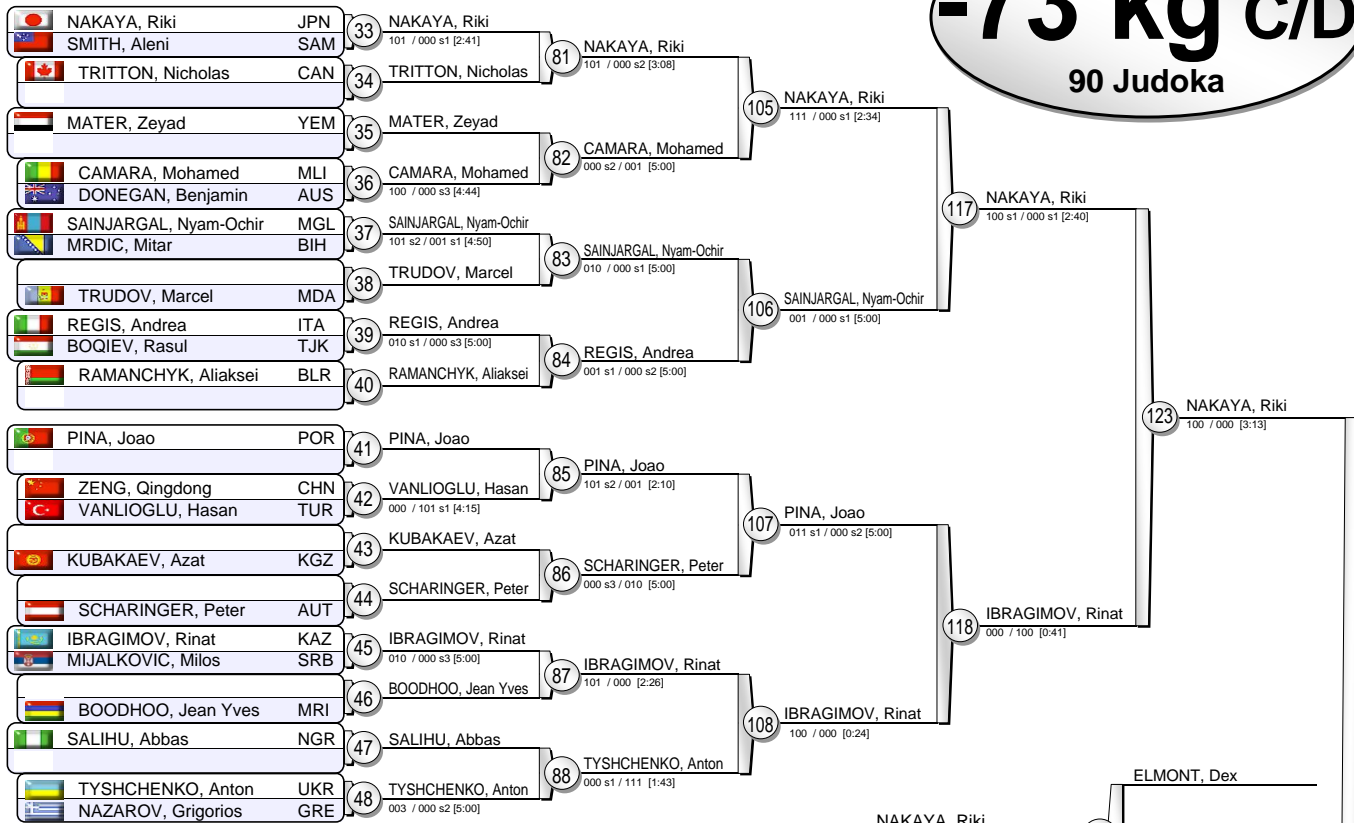 -73 kg C/D
90 Judoka
NAKAYA, Riki JPN
SMITH, Aleni SAM
33
NAKAYA, Riki
101 / 000 s1 [2:41]
TRITTON, Nicholas CAN
34
TRITTON, Nicholas
81
NAKAYA, Riki
101 / 000 s2 [3:08]
MATER, Zeyad YEM
35
MATER, Zeyad
CAMARA, Mohamed MLI
DONEGAN, Benjamin AUS
36
CAMARA, Mohamed
100 / 000 s3 [4:44]
82
CAMARA, Mohamed
000 s2 / 001 [5:00]
105
NAKAYA, Riki
111 / 000 s1 [2:34]
SAINJARGAL, Nyam-Ochir MGL
MRDIC, Mitar BIH
37
SAINJARGAL, Nyam-Ochir
101 s2 / 001 s1 [4:50]
TRUDOV, Marcel MDA
38
TRUDOV, Marcel
83
SAINJARGAL, Nyam-Ochir
010 / 000 s1 [5:00]
REGIS, Andrea ITA
BOQIEV, Rasul TJK
39
REGIS, Andrea
010 s1 / 000 s3 [5:00]
RAMANCHYK, Aliaksei BLR
40
RAMANCHYK, Aliaksei
84
REGIS, Andrea
001 s1 / 000 s2 [5:00]
106
SAINJARGAL, Nyam-Ochir
001 / 000 s1 [5:00]
117
NAKAYA, Riki
100 s1 / 000 s1 [2:40]
PINA, Joao POR
41
PINA, Joao
ZENG, Qingdong CHN
VANLIOGLU, Hasan TUR
42
VANLIOGLU, Hasan
000 / 101 s1 [4:15]
85
PINA, Joao
101 s2 / 001 [2:10]
KUBAKAEV, Azat KGZ
43
KUBAKAEV, Azat
SCHARINGER, Peter AUT
44
SCHARINGER, Peter
86
SCHARINGER, Peter
000 s3 / 010 [5:00]
107
PINA, Joao
011 s1 / 000 s2 [5:00]
IBRAGIMOV, Rinat KAZ
MIJALKOVIC, Milos SRB
45
IBRAGIMOV, Rinat
010 / 000 s3 [5:00]
BOODHOO, Jean Yves MRI
46
BOODHOO, Jean Yves
87
IBRAGIMOV, Rinat
101 / 000 [2:26]
SALIHU, Abbas NGR
47
SALIHU, Abbas
TYSHCHENKO, Anton UKR
NAZAROV, Grigorios GRE
48
TYSHCHENKO, Anton
003 / 000 s2 [5:00]
88
TYSHCHENKO, Anton
000 s1 / 111 [1:43]
108
IBRAGIMOV, Rinat
100 / 000 [0:24]
118
IBRAGIMOV, Rinat
000 / 100 [0:41]
123
NAKAYA, Riki
100 / 000 [3:13]
ELMONT, Dex
NAKAYA, Riki